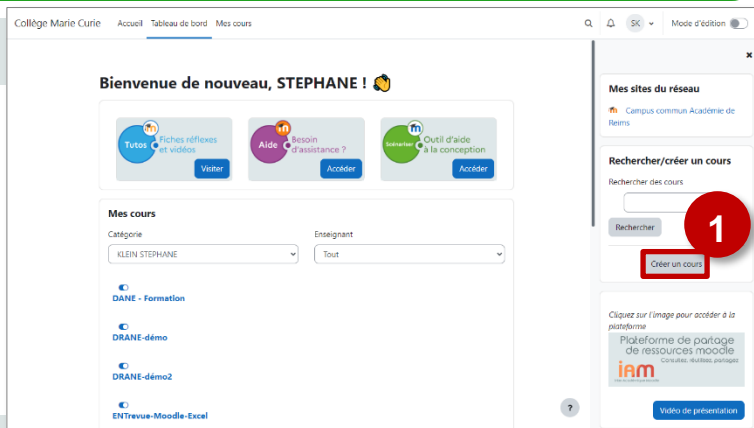 Collège Marie Curie Accueil Tableau de bord Mes cours SK Mode d'édition
Bienvenue de nouveau, STEPHANE !
Tutos
Fiches réflexes
et vidéos
Visiter
Aide
Besoin
d'assistance ?
Accéder
Scénariser
Outil d'aide
à la conception
Accéder
Mes cours
Catégorie
KLEIN STEPHANE
Enseignant
Tout
DANE - Formation
DRANE-démo
DRANE-démo2
ENTrevue-Moodle-Excel
Mes sites du réseau
Campus commun Académie de
Reims
Rechercher/créer un cours
Rechercher des cours
Rechercher
1
Créer un cours
Cliquez sur l'image pour accéder à la
plateforme
Plateforme de partage
de ressources moodle
Consultez, réutilisez, partagez
iam
Vidéo de présentation
?